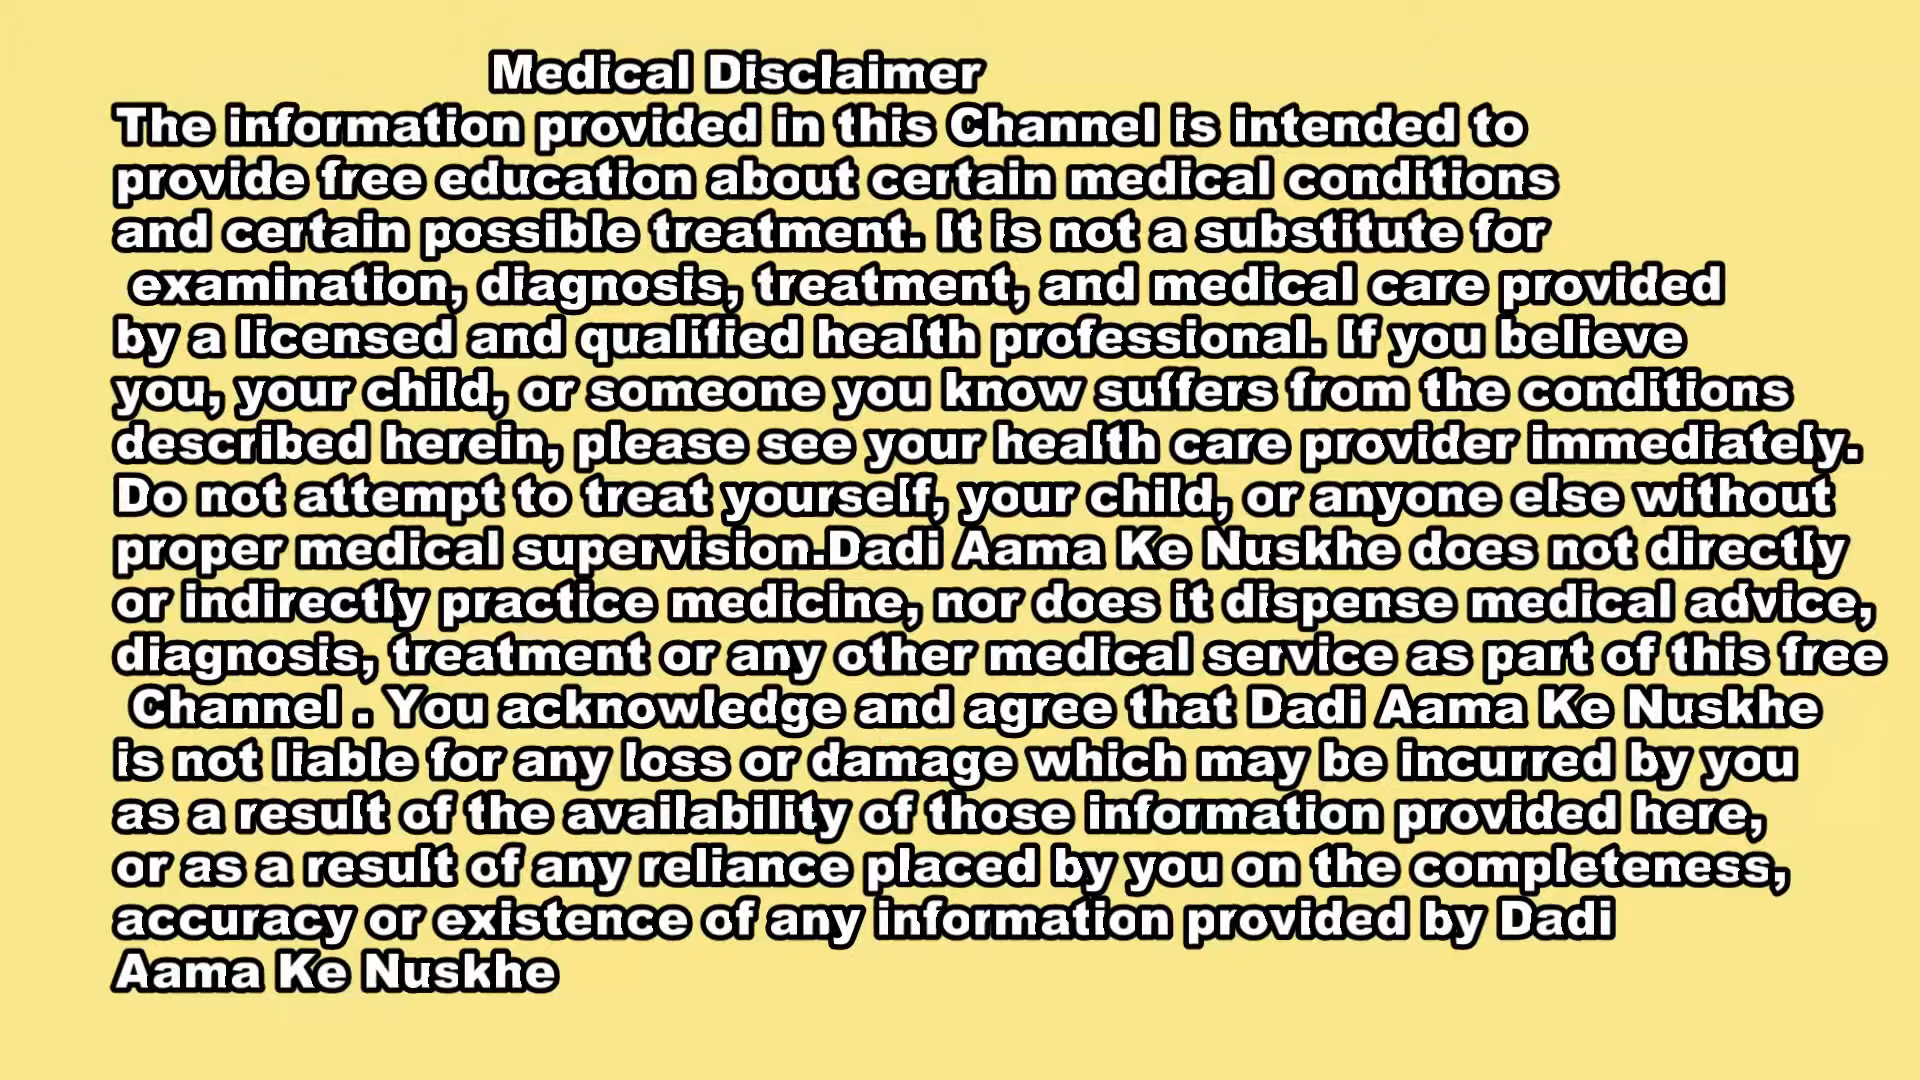 Medical Disclaimer
The information provided in this Channel is intended to
provide free education about certain medical conditions
and certain possible treatment. It is not a substitute for
examination, diagnosis, treatment, and medical care provided
by a licensed and qualified health professional. If you believe
you, your child, or someone you know suffers from the conditions
described herein, please see your health care provider immediately.
Do not attempt to treat yourself, your child, or anyone else without
proper medical supervision.Dadi Aama Ke Nuskhe does not directly
or indirectly practice medicine, nor does it dispense medical advice,
diagnosis, treatment or any other medical service as part of this free
Channel . You acknowledge and agree that Dadi Aama Ke Nuskhe
is not liable for any loss or damage which may be incurred by you
as a result of the availability of those information provided here,
or as a result of any reliance placed by you on the completeness,
accuracy or existence of any information provided by Dadi
Aama Ke Nuskhe